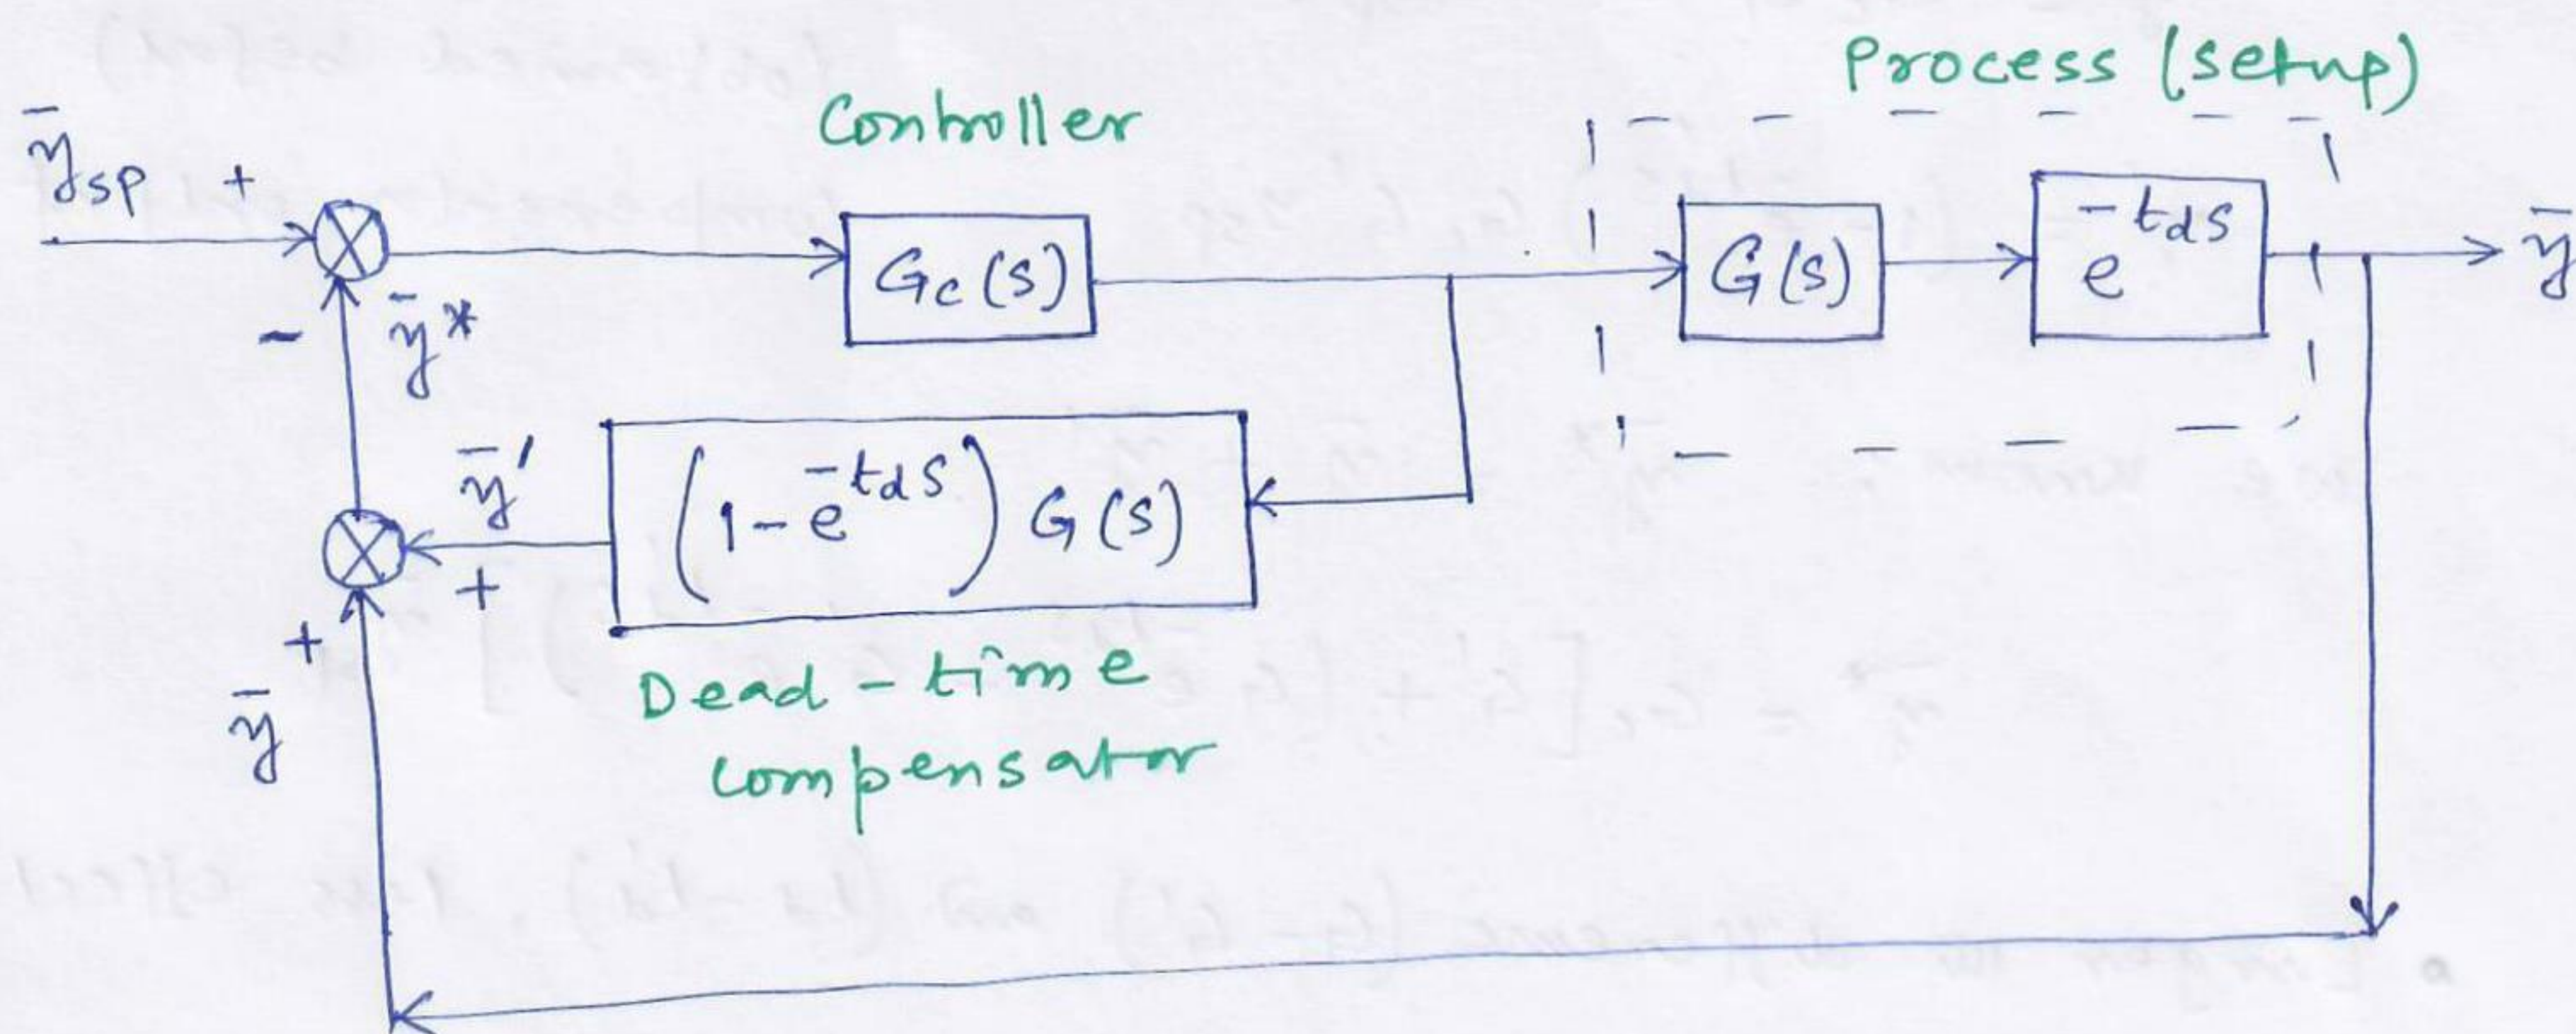 Process (setup)
Controller
ȳsp +
Gc(s)
G(s)
e^-tds
ȳ
-
ȳ*
ȳ'
(1-e^-tds) G(s)
+
+
ȳ
Dead-time
compensator